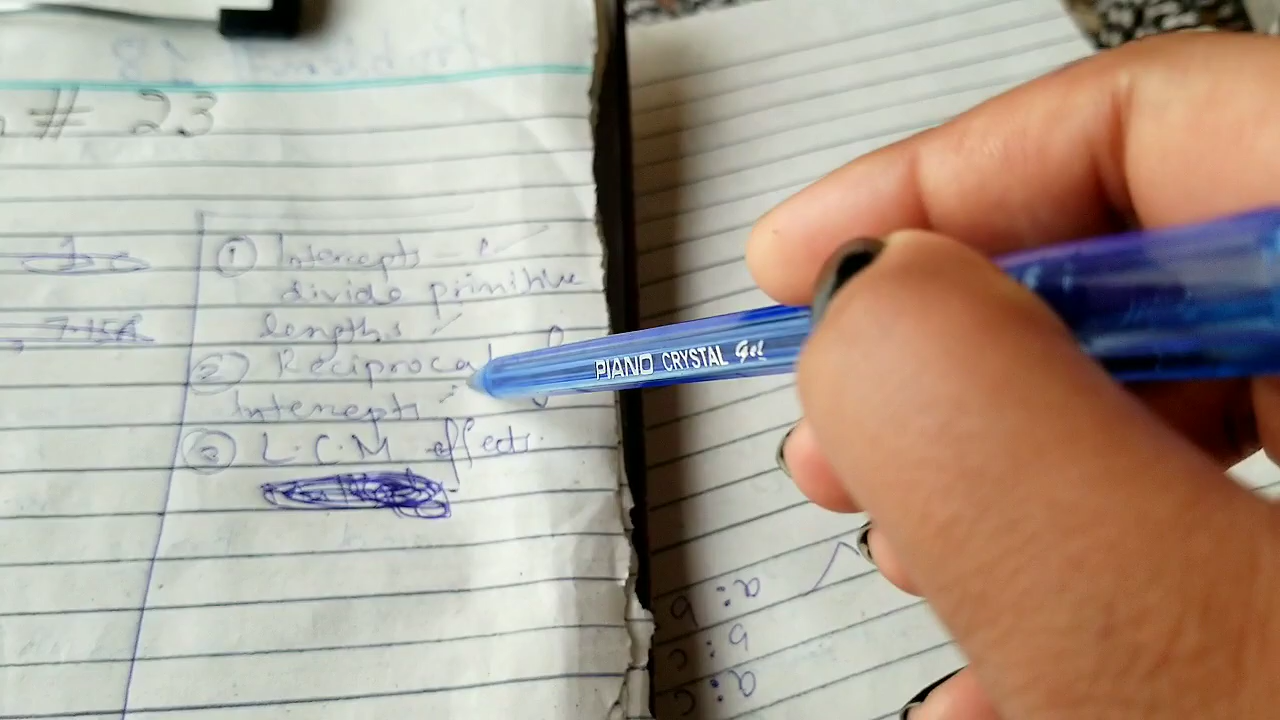 # 23
① Intercepts
divide primitive
lengths
② Reciprocal
Intercepts
③ L.C.M effects.
PIANO CRYSTAL Gel
a:b
b:c
a:c